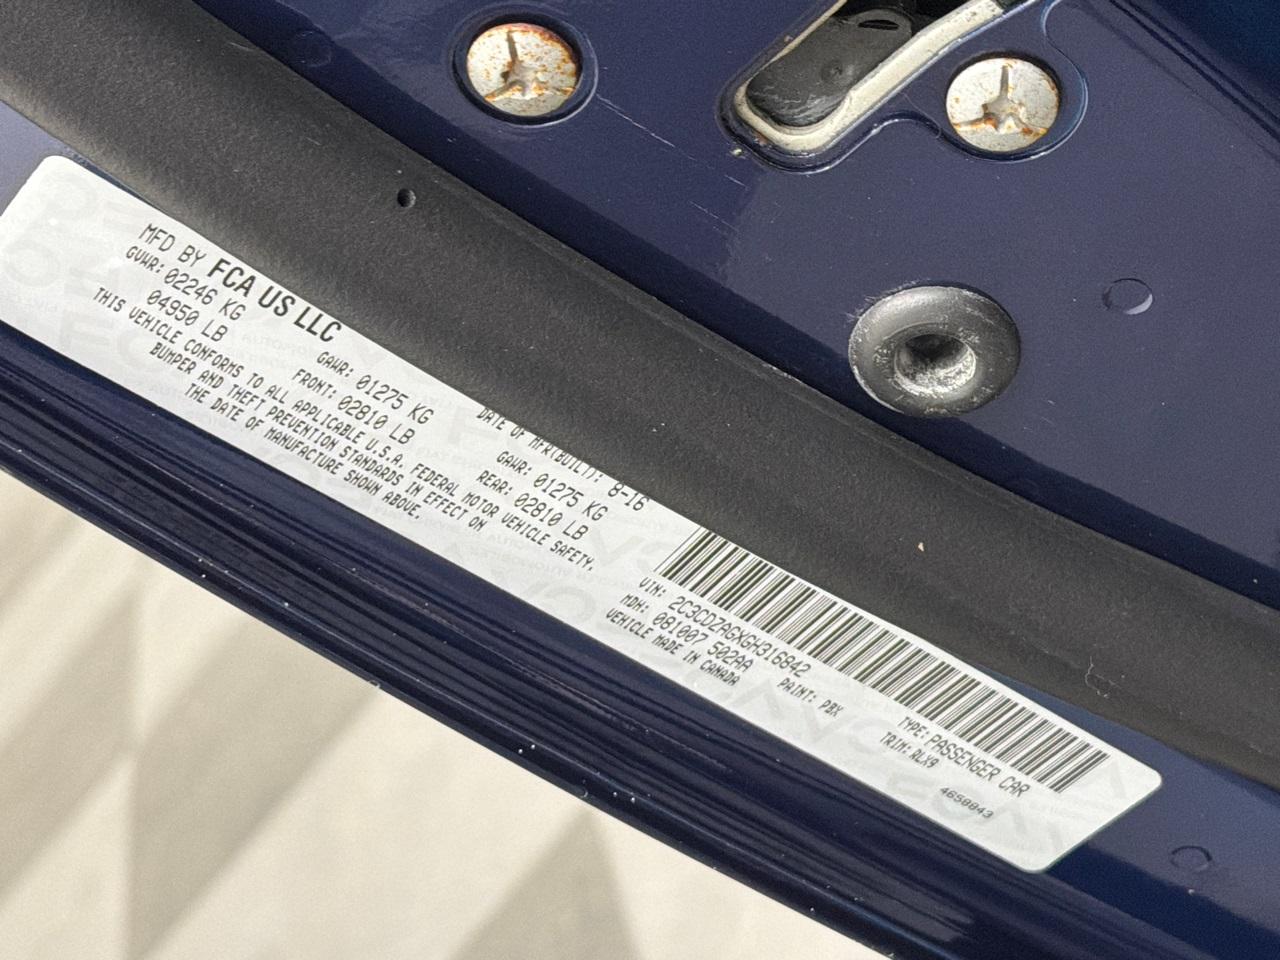 MFD BY FCA US LLC
DATE OF MFR(BUILT): 8-16
GVWR: 02246 KG
04950 LB
GAWR: 01275 KG
FRONT: 02810 LB
GAWR: 01275 KG
REAR: 02810 LB
THIS VEHICLE CONFORMS TO ALL APPLICABLE U.S.A. FEDERAL MOTOR VEHICLE SAFETY,
BUMPER AND THEFT PREVENTION STANDARDS IN EFFECT ON
THE DATE OF MANUFACTURE SHOWN ABOVE.
VIN: 2C3CDZAGXGH316842
TYPE: PASSENGER CAR
MDH: 081007 502AA
PAINT: PBX
TRIM: RLX9
VEHICLE MADE IN CANADA
4658843